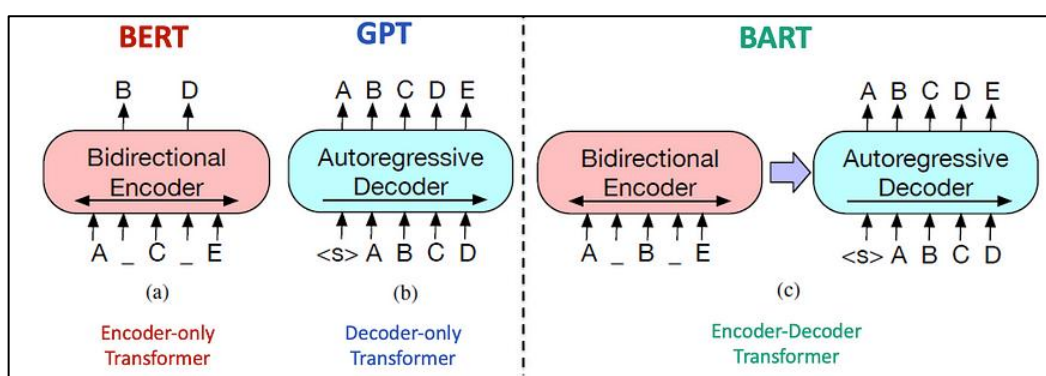 BERT
B D
Bidirectional
Encoder
A _ C _ E
(a)
Encoder-only
Transformer
GPT
A B C D E
Autoregressive
Decoder
<s> A B C D
(b)
Decoder-only
Transformer
BART
Bidirectional
Encoder
A _ B _ E
A B C D E
Autoregressive
Decoder
<s> A B C D
(c)
Encoder-Decoder
Transformer